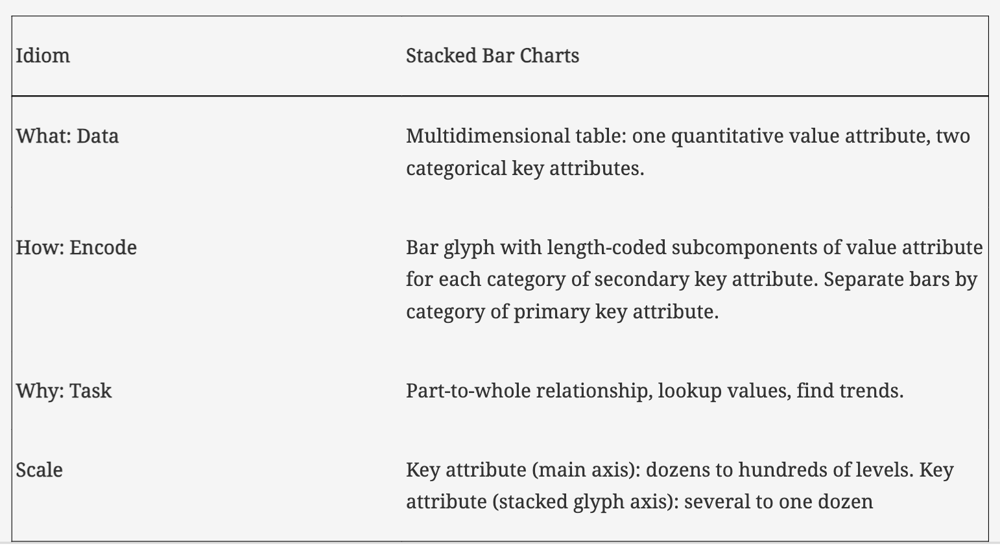 Idiom
Stacked Bar Charts
What: Data
Multidimensional table: one quantitative value attribute, two
categorical key attributes.
How: Encode
Bar glyph with length-coded subcomponents of value attribute
for each category of secondary key attribute. Separate bars by
category of primary key attribute.
Why: Task
Part-to-whole relationship, lookup values, find trends.
Scale
Key attribute (main axis): dozens to hundreds of levels. Key
attribute (stacked glyph axis): several to one dozen